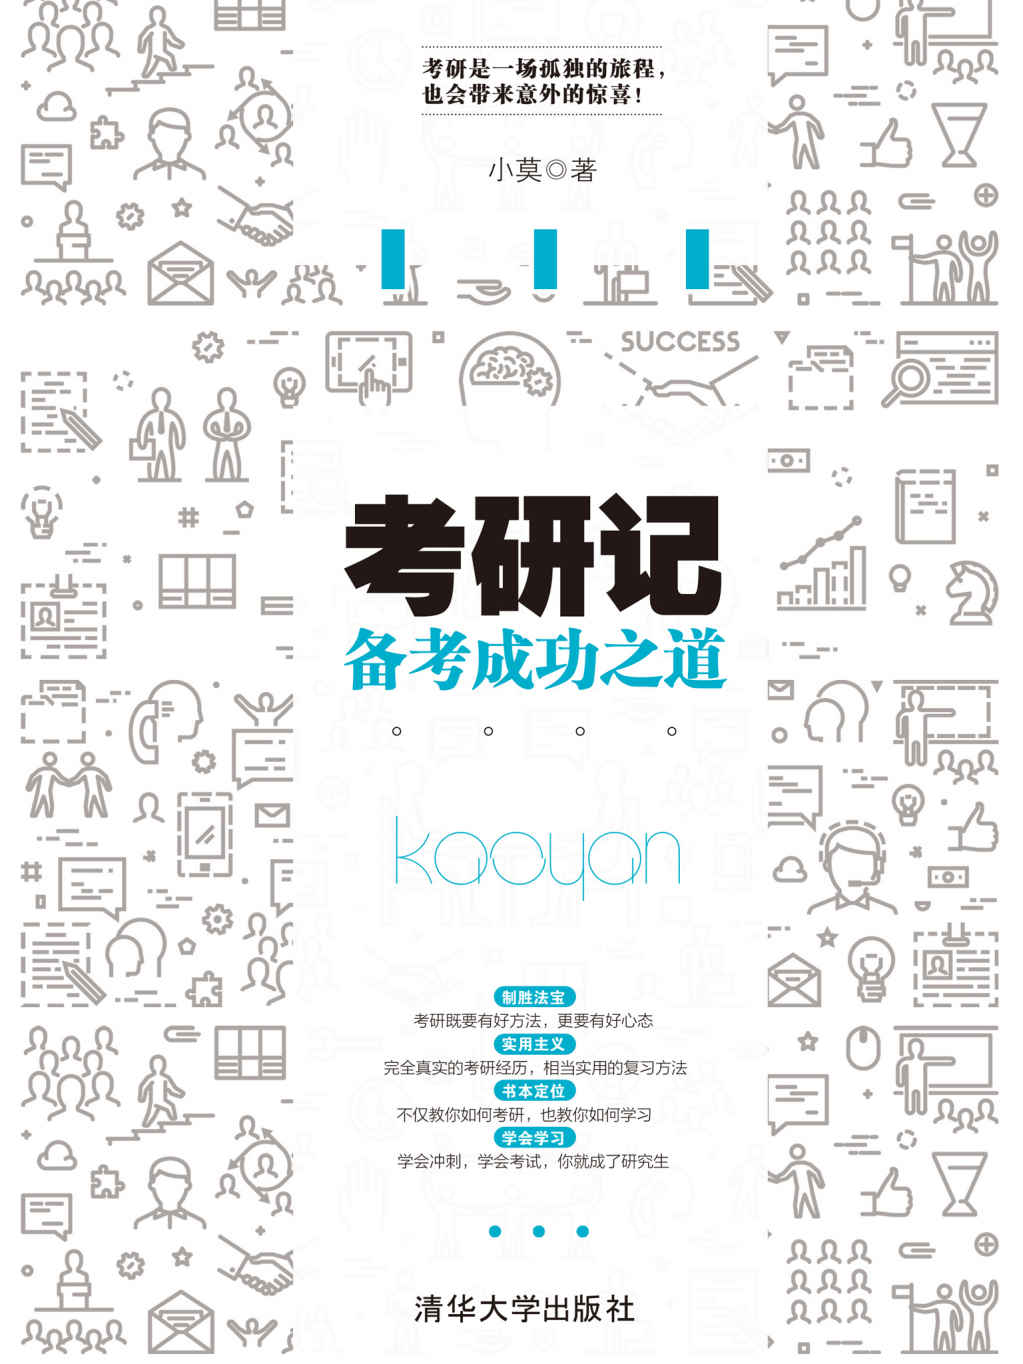 考研是一场孤独的旅程，
也会带来意外的惊喜！
小莫◎著
SUCCESS
考研记
备考成功之道
kaoyan
制胜法宝
考研既要有好方法，更要有好心态
实用主义
完全真实的考研经历，相当实用的复习方法
书本定位
不仅教你如何考研，也教你如何学习
学会学习
学会冲刺，学会考试，你就成了研究生
清华大学出版社